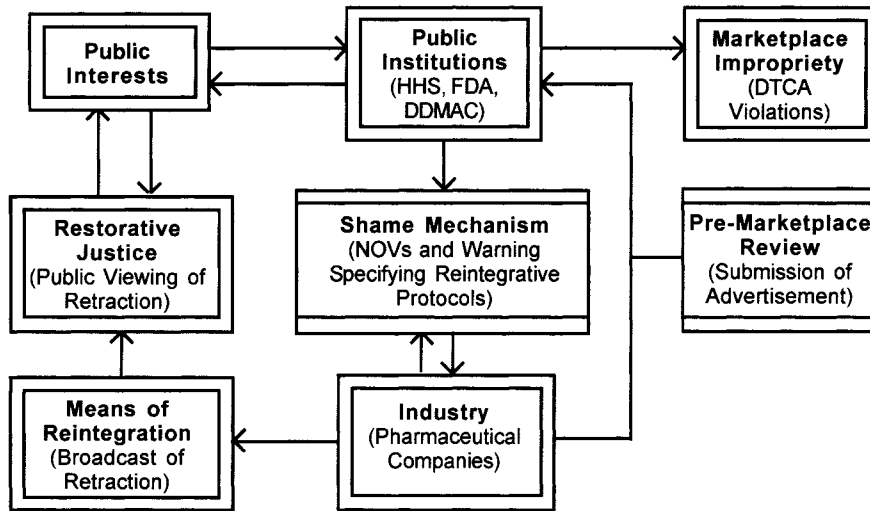 Public
Interests
Public
Institutions
(HHS, FDA,
DDMAC)
Marketplace
Impropriety
(DTCA
Violations)
Restorative
Justice
(Public Viewing of
Retraction)
Shame Mechanism
(NOVs and Warning
Specifying Reintegrative
Protocols)
Pre-Marketplace
Review
(Submission of
Advertisement)
Means of
Reintegration
(Broadcast of
Retraction)
Industry
(Pharmaceutical
Companies)